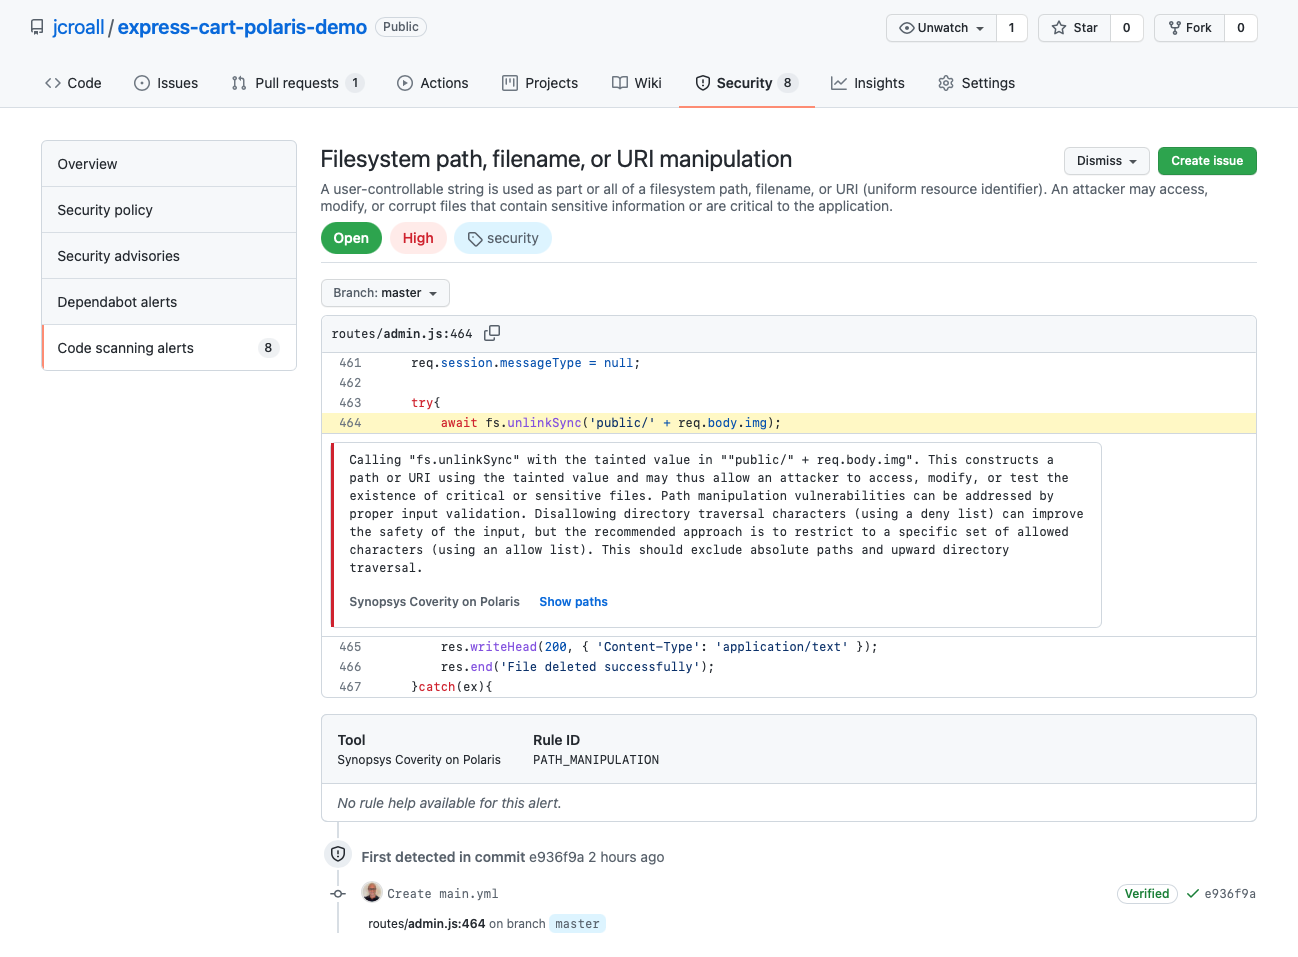 jcroall / express-cart-polaris-demo Public
Unwatch 1 Star 0 Fork 0
Code Issues Pull requests 1 Actions Projects Wiki Security 8 Insights Settings
Overview
Security policy
Security advisories
Dependabot alerts
Code scanning alerts 8
Filesystem path, filename, or URI manipulation
Dismiss Create issue
A user-controllable string is used as part or all of a filesystem path, filename, or URI (uniform resource identifier). An attacker may access,
modify, or corrupt files that contain sensitive information or are critical to the application.
Open High security
Branch: master
routes/admin.js:464
461 req.session.messageType = null;
462
463 try{
464 await fs.unlinkSync('public/' + req.body.img);
Calling "fs.unlinkSync" with the tainted value in ""public/" + req.body.img". This constructs a
path or URI using the tainted value and may thus allow an attacker to access, modify, or test the
existence of critical or sensitive files. Path manipulation vulnerabilities can be addressed by
proper input validation. Disallowing directory traversal characters (using a deny list) can improve
the safety of the input, but the recommended approach is to restrict to a specific set of allowed
characters (using an allow list). This should exclude absolute paths and upward directory
traversal.
Synopsys Coverity on Polaris Show paths
465 res.writeHead(200, { 'Content-Type': 'application/text' });
466 res.end('File deleted successfully');
467 }catch(ex){
Tool Rule ID
Synopsys Coverity on Polaris PATH_MANIPULATION
No rule help available for this alert.
First detected in commit e936f9a 2 hours ago
Create main.yml Verified e936f9a
routes/admin.js:464 on branch master